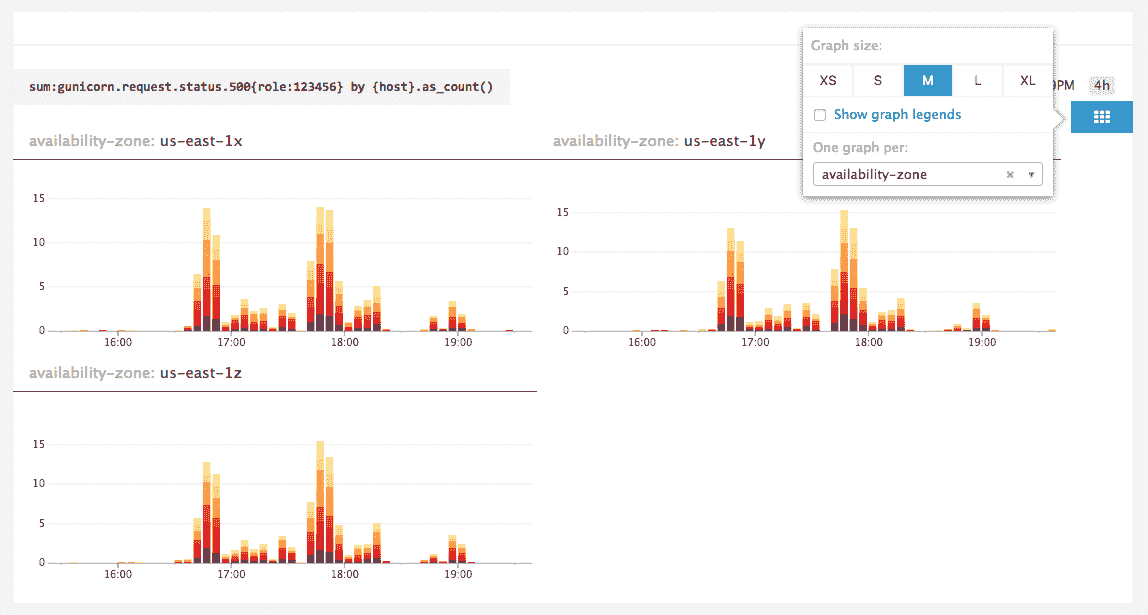 Graph size:
XS S M L XL
9PM 4h
sum:gunicorn.request.status.500{role:123456} by {host}.as_count()
Show graph legends
One graph per:
availability-zone
availability-zone: us-east-1x
15
10
5
0
16:00 17:00 18:00 19:00
availability-zone: us-east-1y
15
10
5
0
16:00 17:00 18:00 19:00
availability-zone: us-east-1z
15
10
5
0
16:00 17:00 18:00 19:00